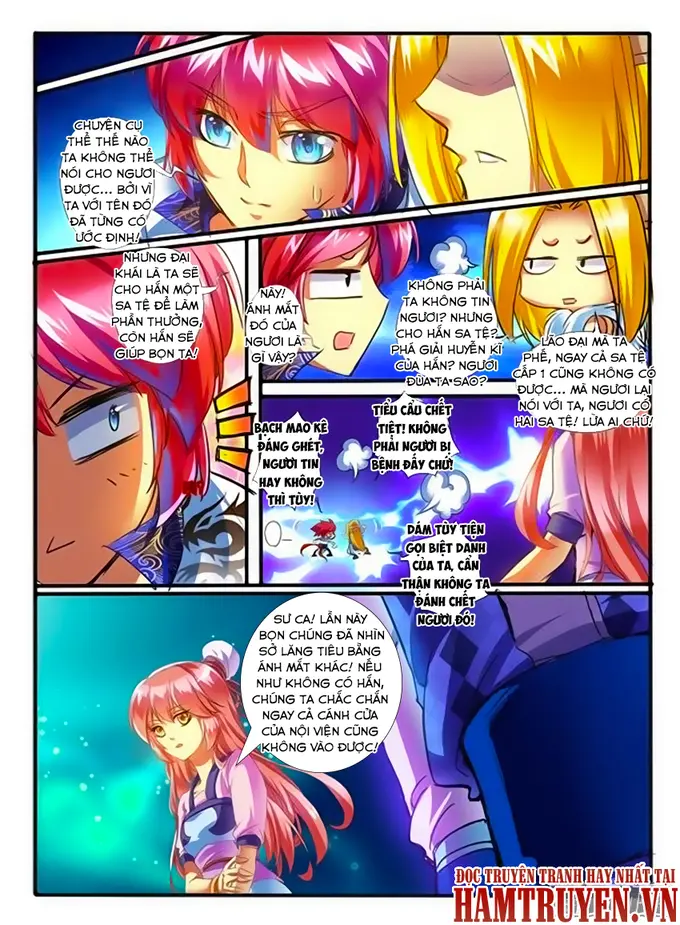 CHUYỆN CỤ
THỂ THẾ NÀO
TA KHÔNG THỂ
NÓI CHO NGƯƠI
ĐƯỢC... BỞI VÌ
TA VỚI TÊN ĐÓ
ĐÃ TỪNG CÓ
ƯỚC ĐỊNH!
NHƯNG ĐẠI
KHÁI LÀ TA SẼ
CHO HẮN MỘT
SA TỆ ĐỂ LÀM
PHẦN THƯỞNG,
CÒN HẮN SẼ
GIÚP BỌN TA!
NÀY!
ÁNH MẮT
ĐÓ CỦA
NGƯƠI LÀ
GÌ VẬY?
KHÔNG PHẢI
TA KHÔNG TIN
NGƯƠI? NHƯNG
CHO HẮN SA TỆ?
PHÁ GIẢI HUYỄN KĨ
CỦA HẮN? NGƯƠI
ĐÙA TA SAO?
LÃO ĐẠI MÀ TA
PHẾ, NGAY CẢ SA TỆ
CẤP 1 CŨNG KHÔNG CÓ
ĐƯỢC... MÀ NGƯƠI LẠI
NÓI VỚI TA, NGƯƠI CÓ
HAI SA TỆ! LỪA AI CHỨ!
BẠCH MAO KÊ
ĐÁNG GHÉT,
NGƯƠI TIN
HAY KHÔNG
THÌ TÙY!
TIỂU CẨU CHẾT
TIỆT! KHÔNG
PHẢI NGƯƠI BỊ
BỆNH ĐẤY CHỨ!
DÁM TÙY TIỆN
GỌI BIỆT DANH
CỦA TA, CẨN
THẬN KHÔNG TA
ĐÁNH CHẾT
NGƯƠI ĐÓ!
SƯ CA! LẦN NÀY
BỌN CHÚNG ĐÃ NHÌN
SỞ LĂNG TIÊU BẰNG
ÁNH MẮT KHÁC! NẾU
NHƯ KHÔNG CÓ HẮN,
CHÚNG TA CHẮC CHẮN
NGAY CẢ CÁNH CỬA
CỦA NỘI VIỆN CŨNG
KHÔNG VÀO ĐƯỢC!
ĐỌC TRUYỆN TRANH HAY NHẤT TẠI
HAMTRUYEN.VN